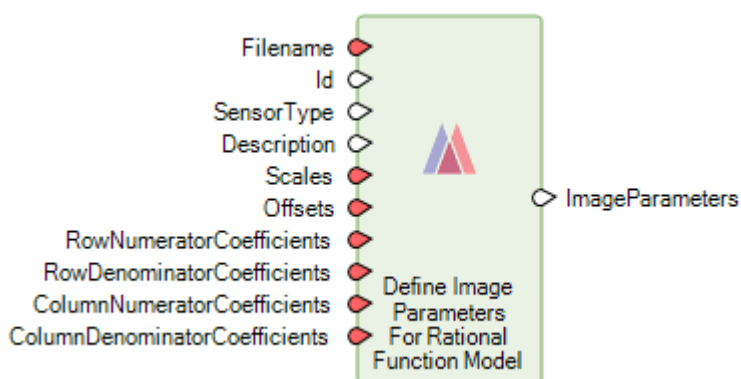 Filename
Id
SensorType
Description
Scales
Offsets
RowNumeratorCoefficients
RowDenominatorCoefficients
ColumnNumeratorCoefficients
ColumnDenominatorCoefficients
Define Image
Parameters
For Rational
Function Model
ImageParameters